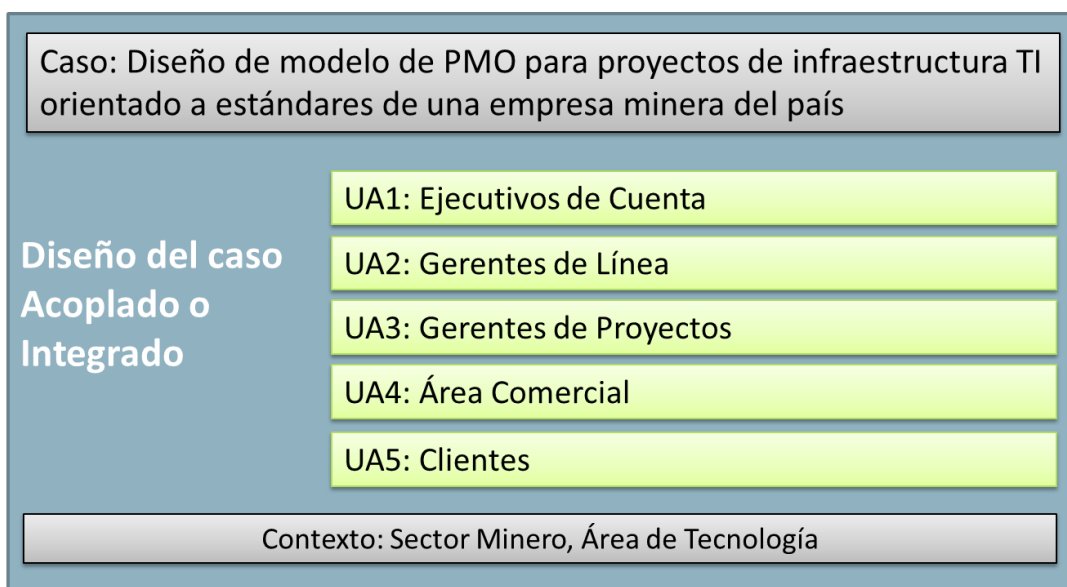 Caso: Diseño de modelo de PMO para proyectos de infraestructura TI
orientado a estándares de una empresa minera del país
Diseño del caso
Acoplado o
Integrado
UA1: Ejecutivos de Cuenta
UA2: Gerentes de Línea
UA3: Gerentes de Proyectos
UA4: Área Comercial
UA5: Clientes
Contexto: Sector Minero, Área de Tecnología